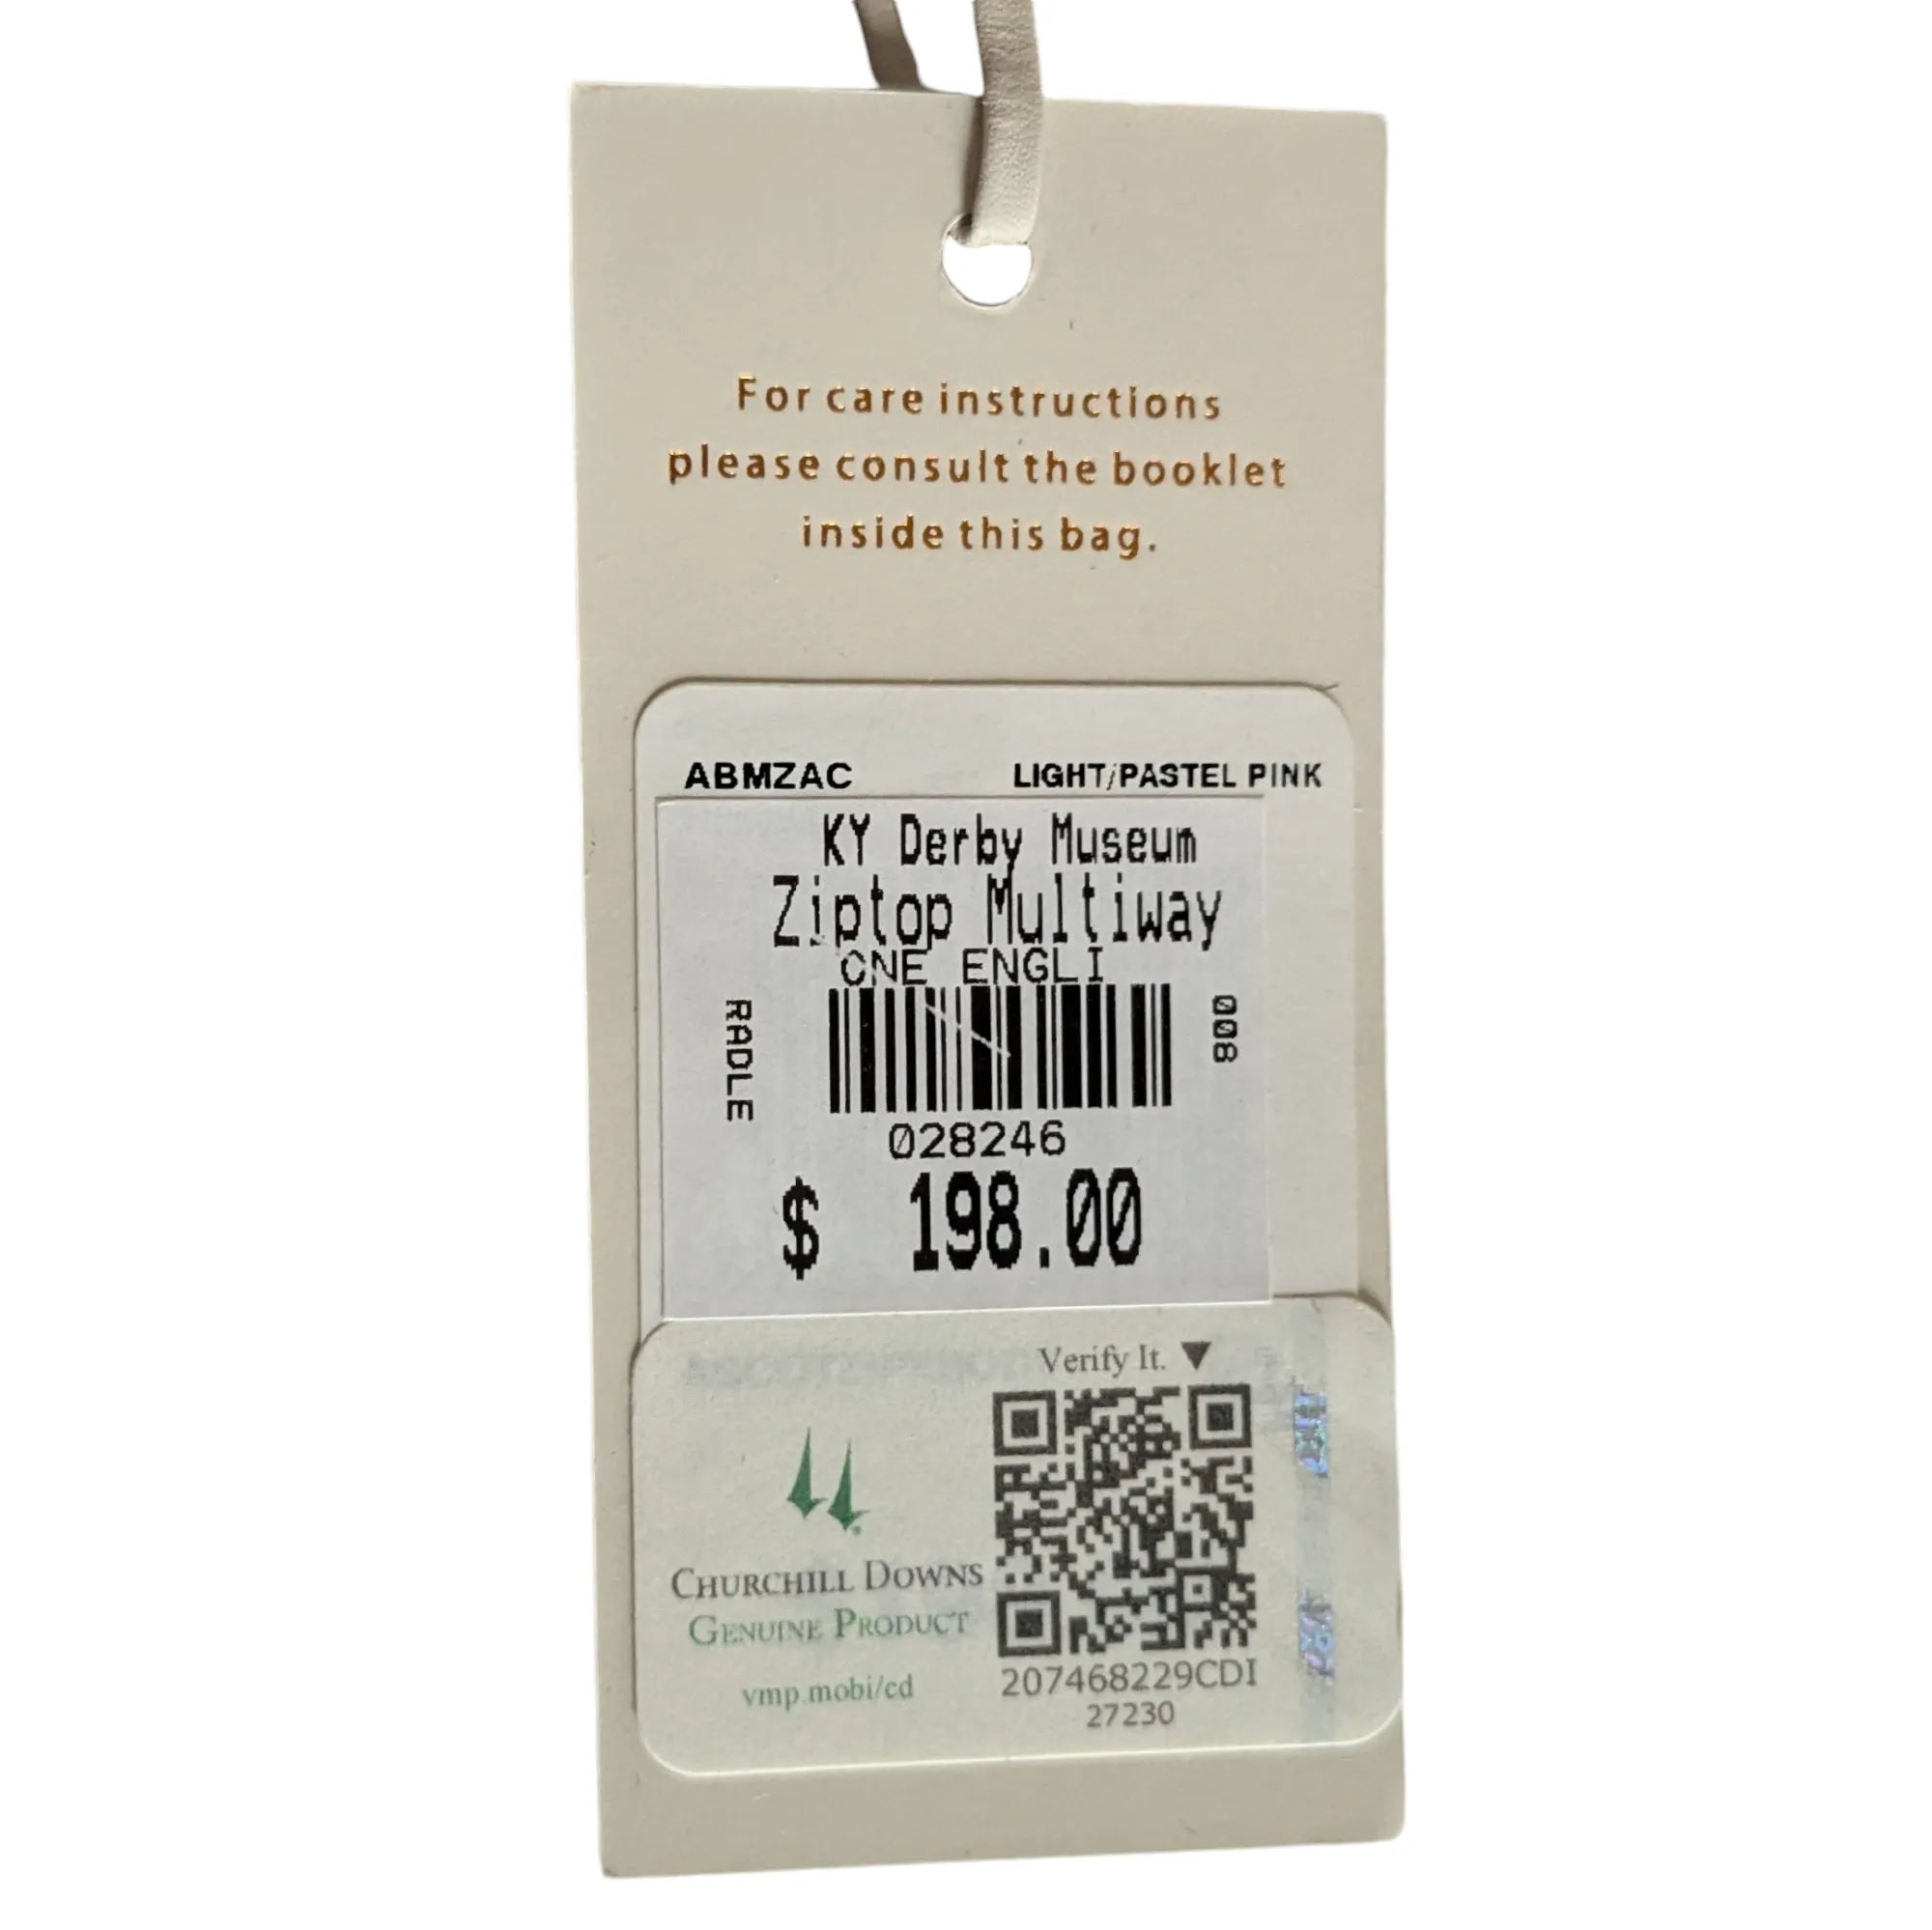 For care instructions
please consult the booklet
inside this bag.
ABMZAC LIGHT/PASTEL PINK
KY Derby Museum
Ziptop Multiway
ONE ENGLI
RADLE
008
028246
$ 198.00
Verify It. ▼
CHURCHILL DOWNS
GENUINE PRODUCT
vmp.mobi/cd
207468229CDI
27230